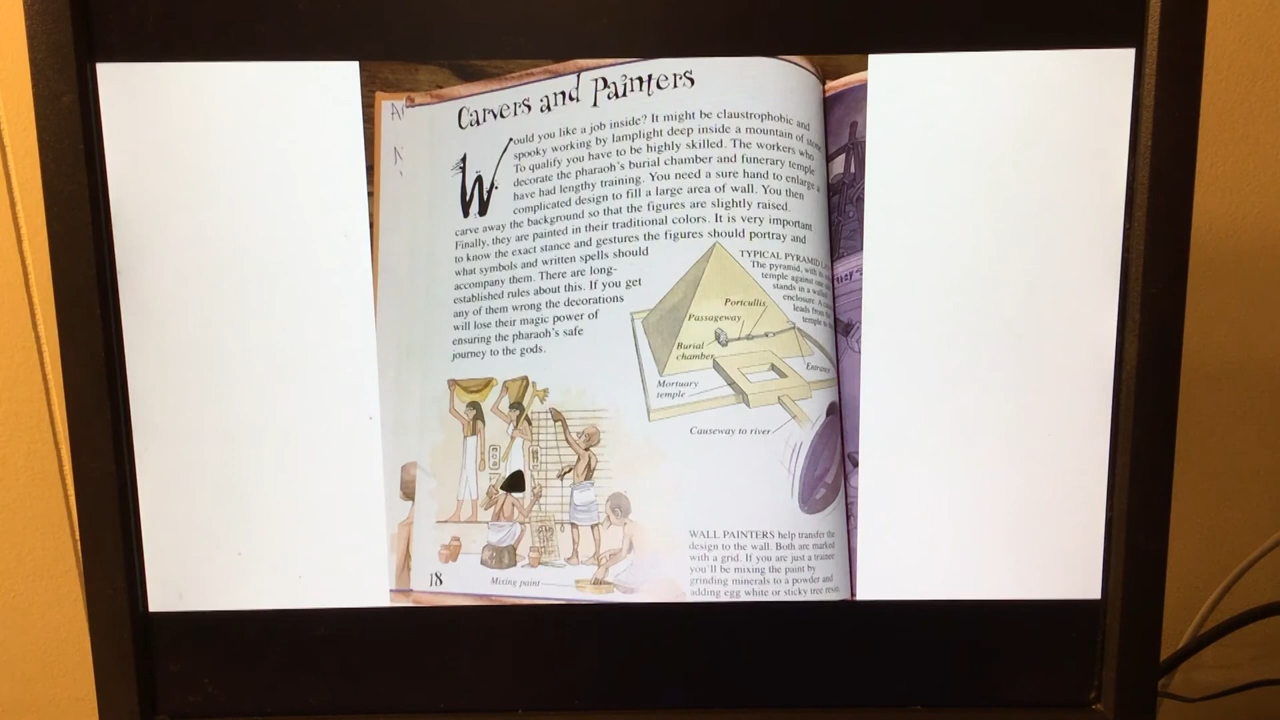 Carvers and Painters
Would you like a job inside? It might be claustrophobic and
spooky working by lamplight deep inside a mountain of stone
To qualify you have to be highly skilled. The workers who
decorate the pharaoh's burial chamber and funerary temple
have had lengthy training. You need a sure hand to enlarge a
complicated design to fill a large area of wall. You then
carve away the background so that the figures are slightly raised.
Finally, they are painted in their traditional colors. It is very important
to know the exact stance and gestures the figures should portray and
what symbols and written spells should
accompany them. There are long-
established rules about this. If you get
any of them wrong the decorations
will lose their magic power of
ensuring the pharaoh's safe
journey to the gods.
TYPICAL PYRAMID
The pyramid, with
temple against
stands in a
enclosure. A
leads from
temple
Portcullis
Passageway
Burial
chamber
Entrance
Mortuary
temple
Causeway to river
WALL PAINTERS help transfer the
design to the wall. Both are marked
with a grid. If you are just a trainee
you'll be mixing the paint by
grinding minerals to a powder and
adding egg white or sticky tree resin.
Mixing paint
18